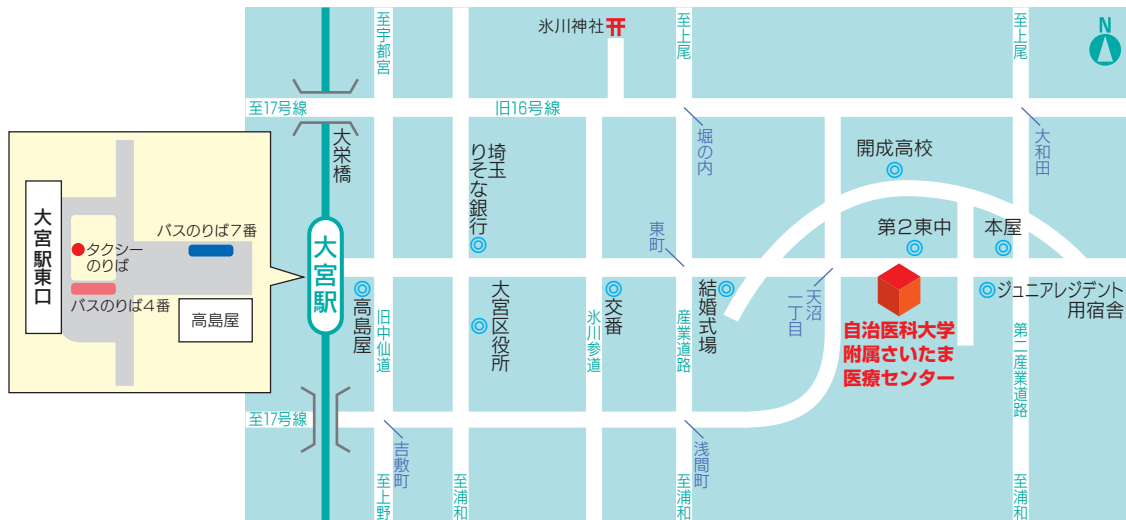 氷川神社
至宇都宮
至上尾
至上尾
N
至17号線
旧16号線
大栄橋
埼玉
りそな銀行
堀の内
大和田
開成高校
第2東中
本屋
東町
大宮駅
高島屋
旧中仙道
大宮区役所
交番
氷川参道
産業道路
結婚式場
天沼
一丁目
自治医科大学
附属さいたま
医療センター
ジュニアレジデント
用宿舎
第二産業道路
至17号線
吉敷町
浅間町
至上野
至浦和
至浦和
至浦和
大宮駅東口
バスのりば7番
タクシー
のりば
バスのりば4番
高島屋